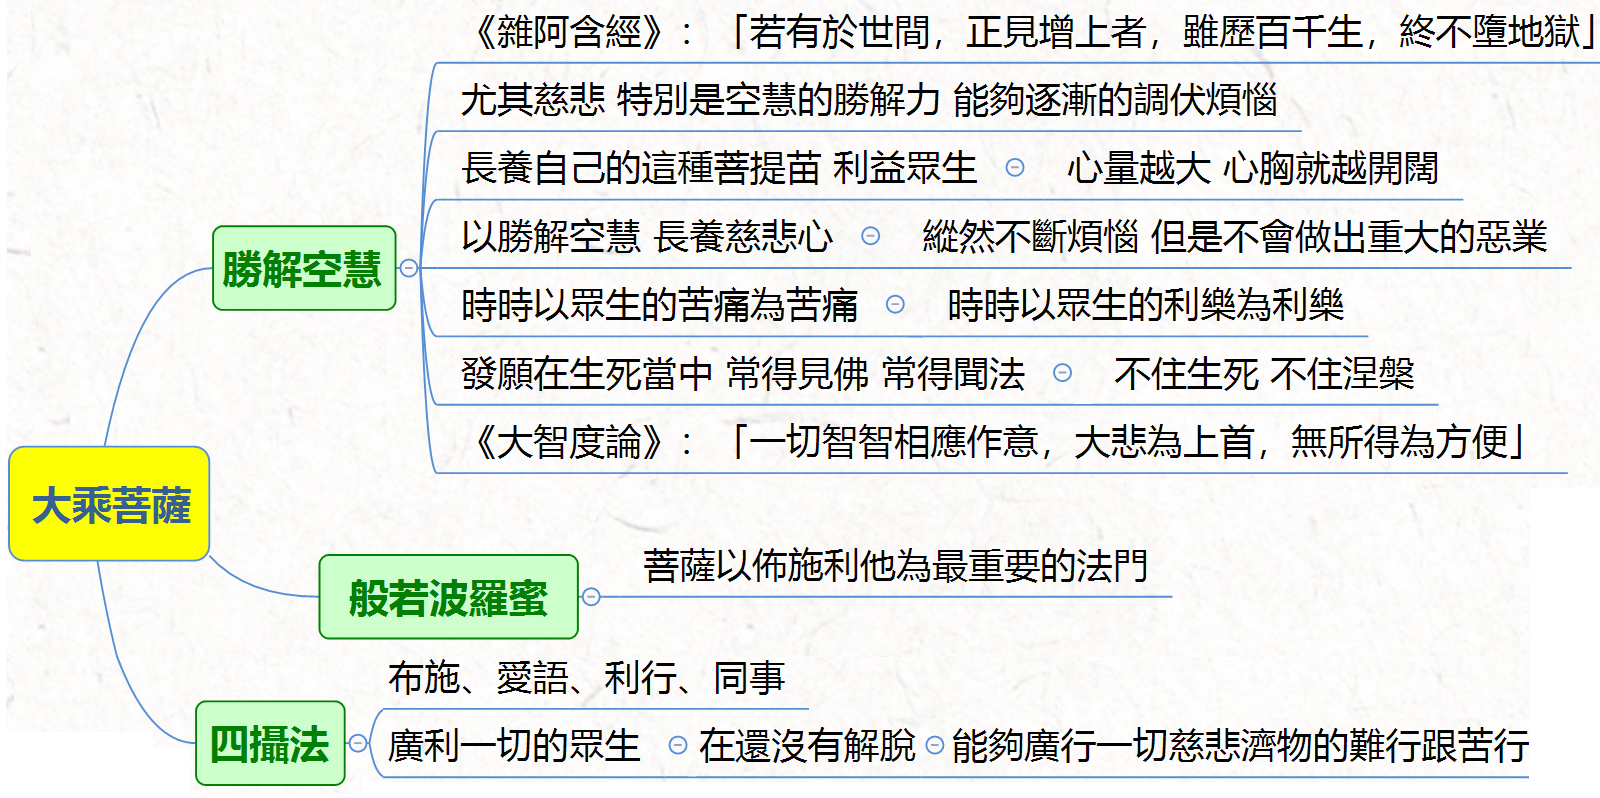 大乘菩薩
勝解空慧
《雜阿含經》：「若有於世間，正見增上者，雖歷百千生，終不墮地獄」
尤其慈悲 特別是空慧的勝解力 能夠逐漸的調伏煩惱
長養自己的這種菩提苗 利益眾生 心量越大 心胸就越開闊
以勝解空慧 長養慈悲心 縱然不斷煩惱 但是不會做出重大的惡業
時時以眾生的苦痛為苦痛 時時以眾生的利樂為利樂
發願在生死當中 常得見佛 常得聞法 不住生死 不住涅槃
《大智度論》：「一切智智相應作意，大悲為上首，無所得為方便」
般若波羅蜜
菩薩以佈施利他為最重要的法門
四攝法
布施、愛語、利行、同事
廣利一切的眾生 在還沒有解脫 能夠廣行一切慈悲濟物的難行跟苦行